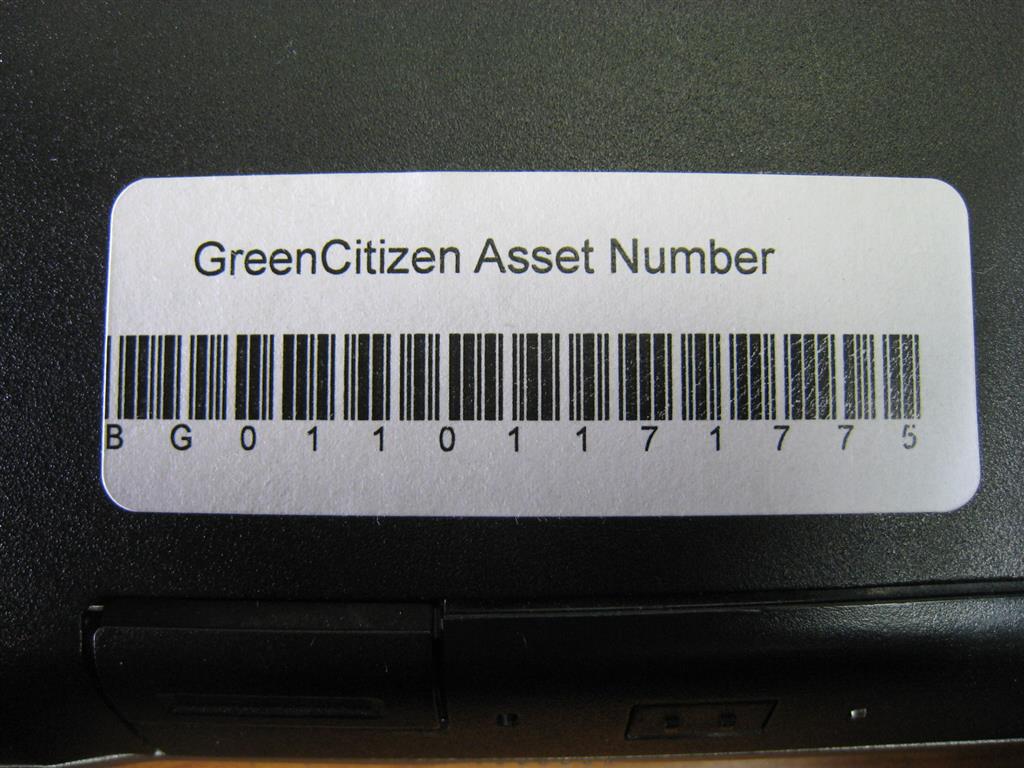 GreenCitizen Asset Number
B G 0 1 1 0 1 1 7 1 7 7 5